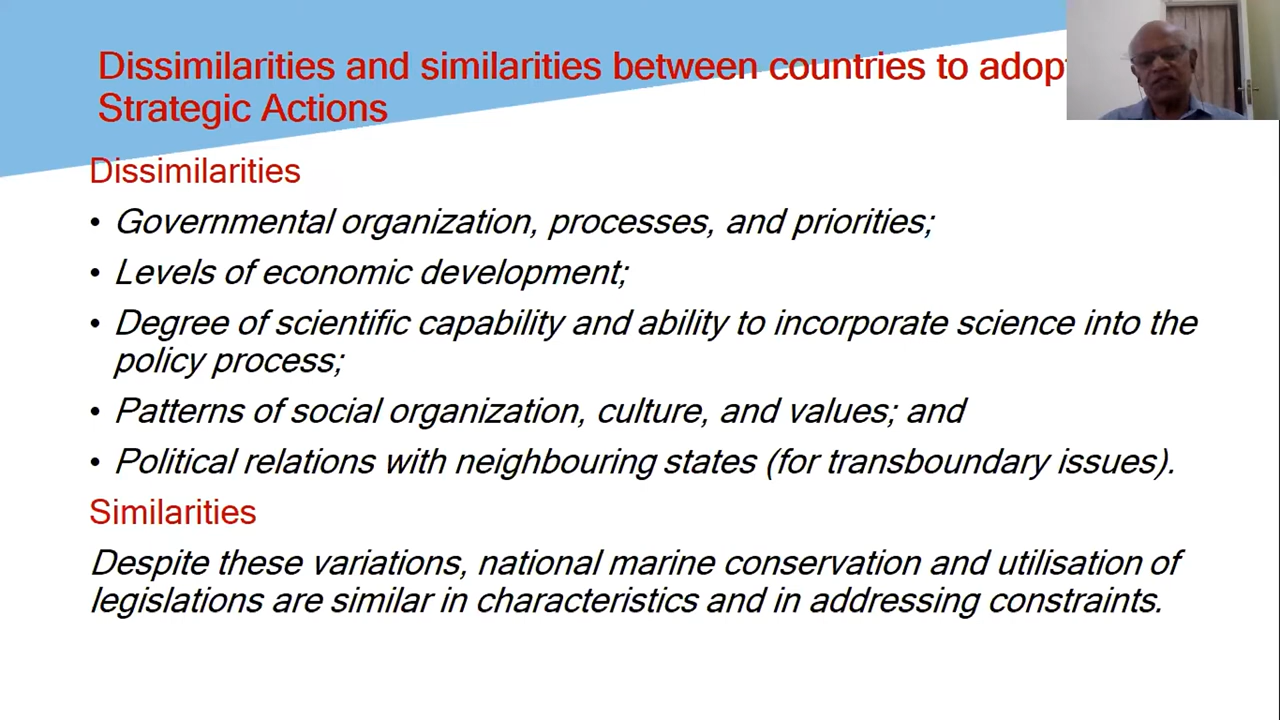 Dissimilarities and similarities between countries to adopt
Strategic Actions
Dissimilarities
• Governmental organization, processes, and priorities;
• Levels of economic development;
• Degree of scientific capability and ability to incorporate science into the
policy process;
• Patterns of social organization, culture, and values; and
• Political relations with neighbouring states (for transboundary issues).
Similarities
Despite these variations, national marine conservation and utilisation of
legislations are similar in characteristics and in addressing constraints.